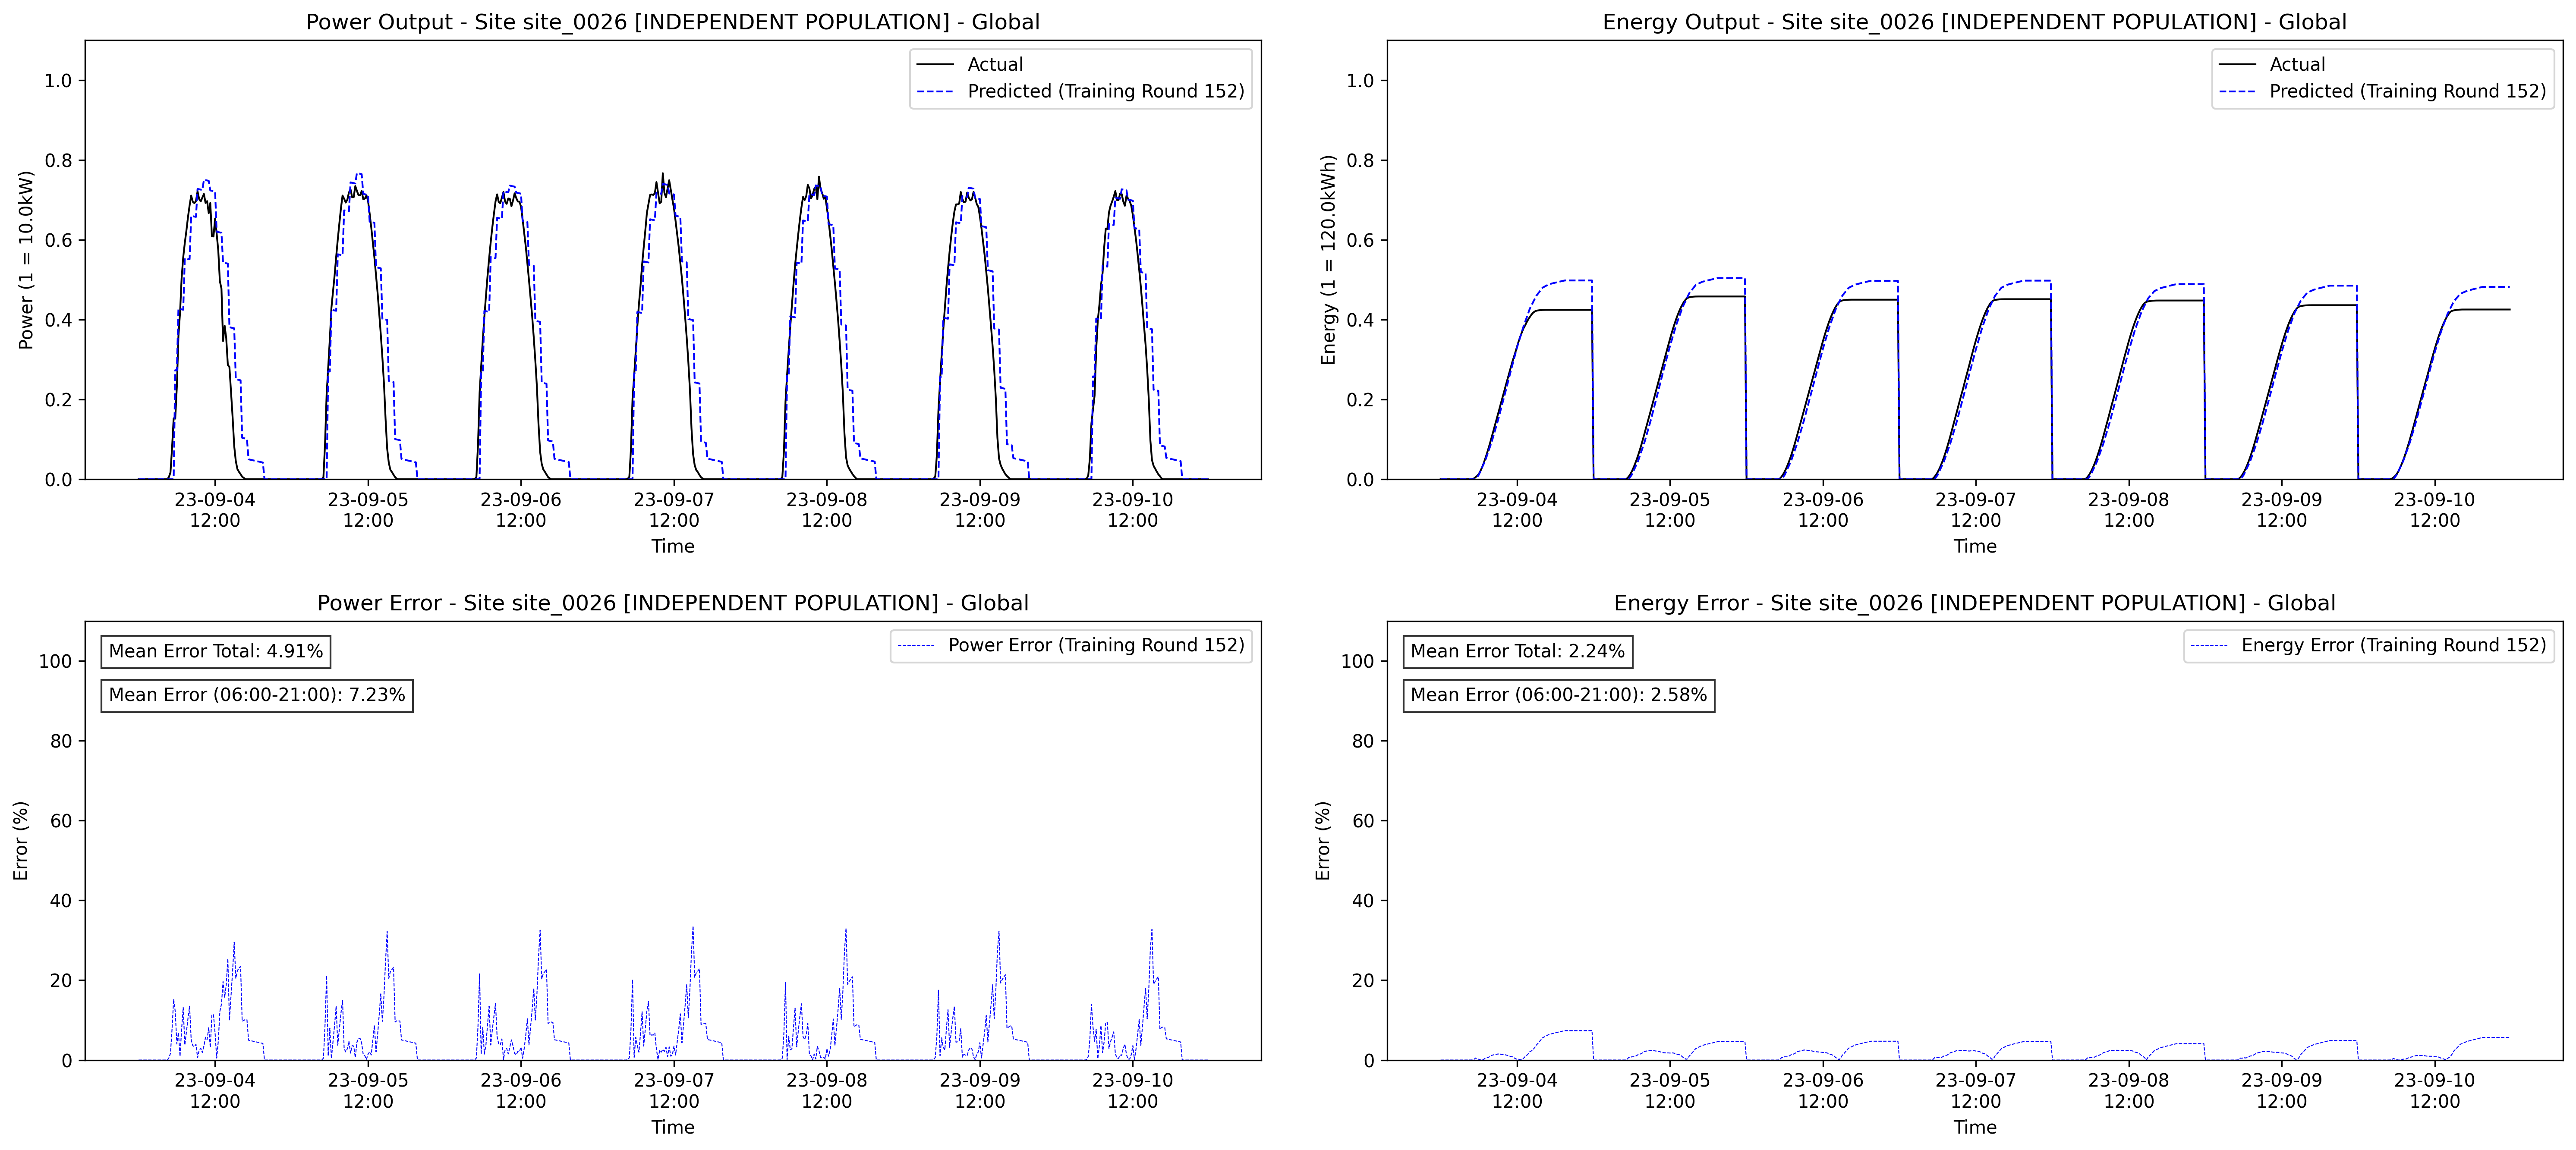 Power Output - Site site_0026 [INDEPENDENT POPULATION] - Global
Actual
Predicted (Training Round 152)
Power (1 = 10.0kW)
1.0
0.8
0.6
0.4
0.2
0.0
23-09-04 12:00
23-09-05 12:00
23-09-06 12:00
23-09-07 12:00
23-09-08 12:00
23-09-09 12:00
23-09-10 12:00
Time
Energy Output - Site site_0026 [INDEPENDENT POPULATION] - Global
Actual
Predicted (Training Round 152)
Energy (1 = 120.0kWh)
1.0
0.8
0.6
0.4
0.2
0.0
23-09-04 12:00
23-09-05 12:00
23-09-06 12:00
23-09-07 12:00
23-09-08 12:00
23-09-09 12:00
23-09-10 12:00
Time
Power Error - Site site_0026 [INDEPENDENT POPULATION] - Global
Mean Error Total: 4.91%
Mean Error (06:00-21:00): 7.23%
Power Error (Training Round 152)
Error (%)
100
80
60
40
20
0
23-09-04 12:00
23-09-05 12:00
23-09-06 12:00
23-09-07 12:00
23-09-08 12:00
23-09-09 12:00
23-09-10 12:00
Time
Energy Error - Site site_0026 [INDEPENDENT POPULATION] - Global
Mean Error Total: 2.24%
Mean Error (06:00-21:00): 2.58%
Energy Error (Training Round 152)
Error (%)
100
80
60
40
20
0
23-09-04 12:00
23-09-05 12:00
23-09-06 12:00
23-09-07 12:00
23-09-08 12:00
23-09-09 12:00
23-09-10 12:00
Time